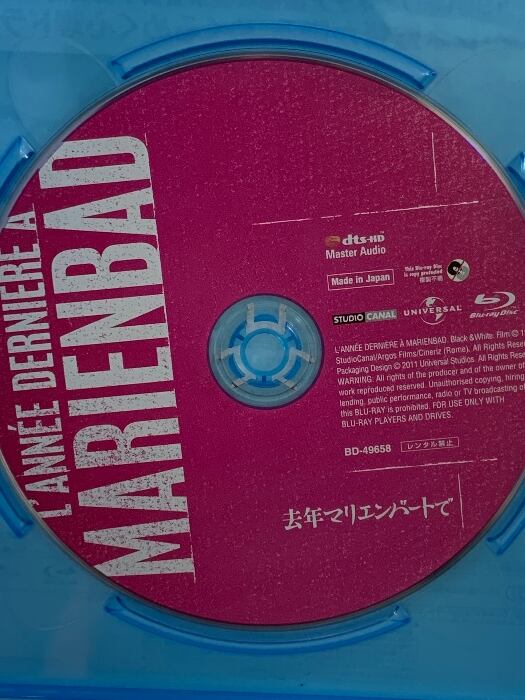 L'ANNÉE DERNIÈRE À
MARIENBAD
dts-HD
Master Audio
Made in Japan
This Blu-ray Disc
is copy protected
複製不能
STUDIO CANAL
UNIVERSAL
Blu-ray Disc
L'ANNÉE DERNIÈRE À MARIENBAD. Black & White. Film ©
StudioCanal/Argos Films/Cineriz (Rome). All Rights Reser
Packaging Design © 2011 Universal Studios. All Rights Rese
WARNING: All rights of the producer and of the owner of
work reproduced reserved. Unauthorised copying, hiring
lending, public performance, radio or TV broadcasting of
this BLU-RAY is prohibited. FOR USE ONLY WITH
BLU-RAY PLAYERS AND DRIVES.
BD-49658
レンタル禁止
去年マリエンバートで